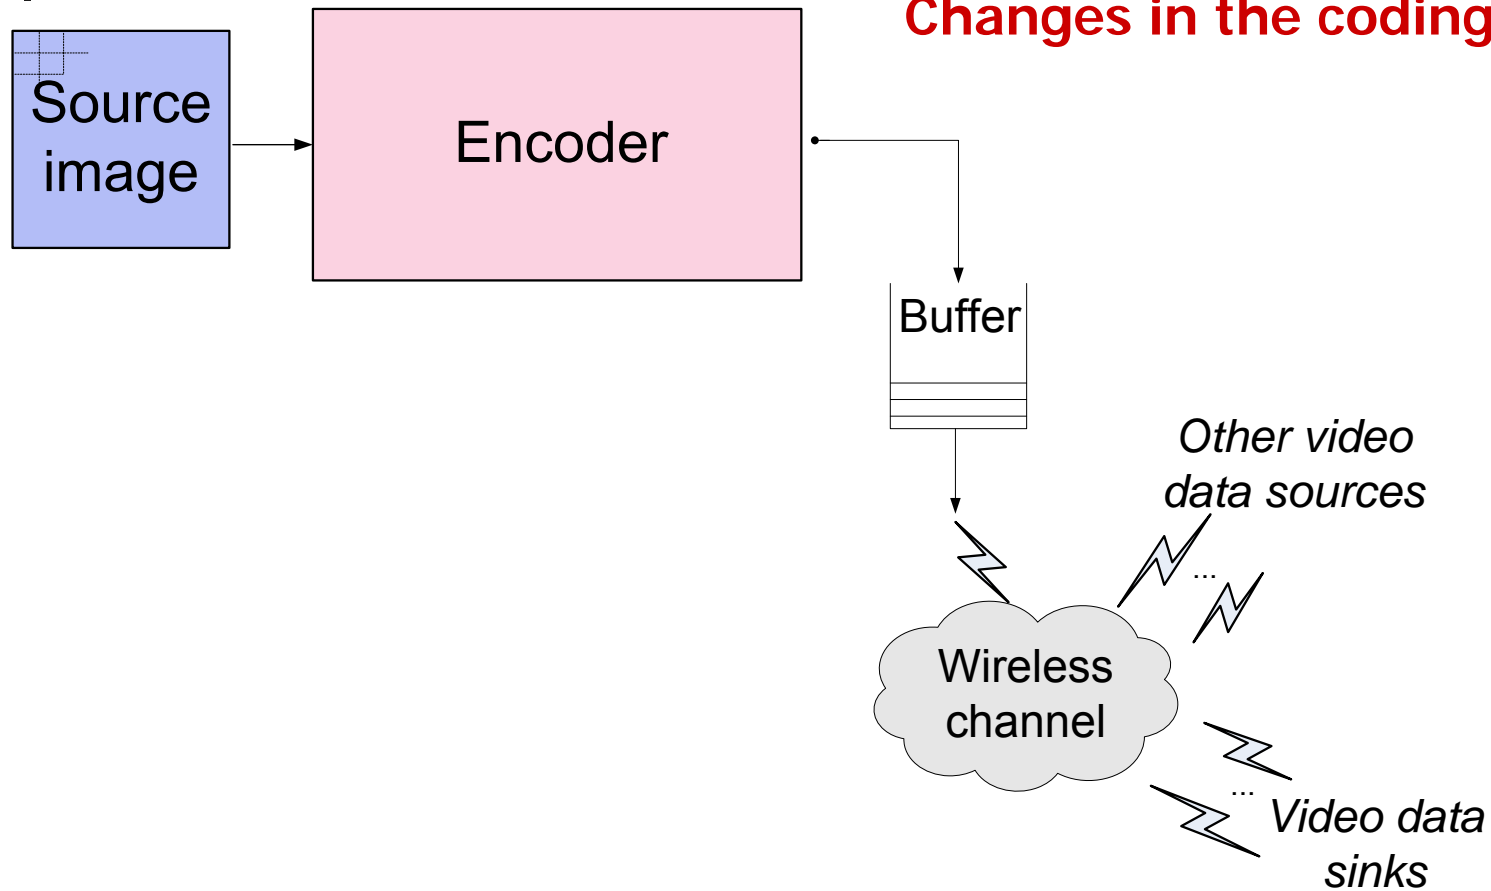 Changes in the coding
Source
image
Encoder
Buffer
Other video
data sources
...
Wireless
channel
...
Video data
sinks